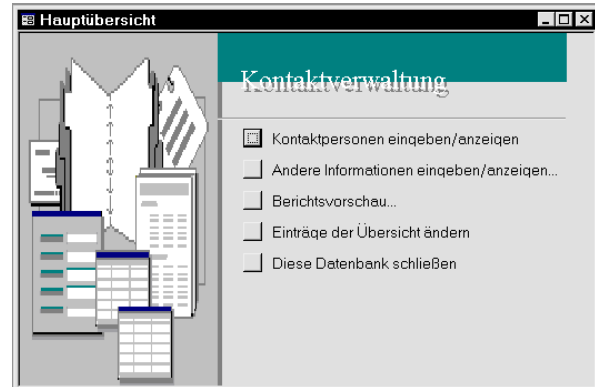 Hauptübersicht
Kontaktverwaltung
Kontaktpersonen eingeben/anzeigen
Andere Informationen eingeben/anzeigen...
Berichtsvorschau...
Einträge der Übersicht ändern
Diese Datenbank schließen